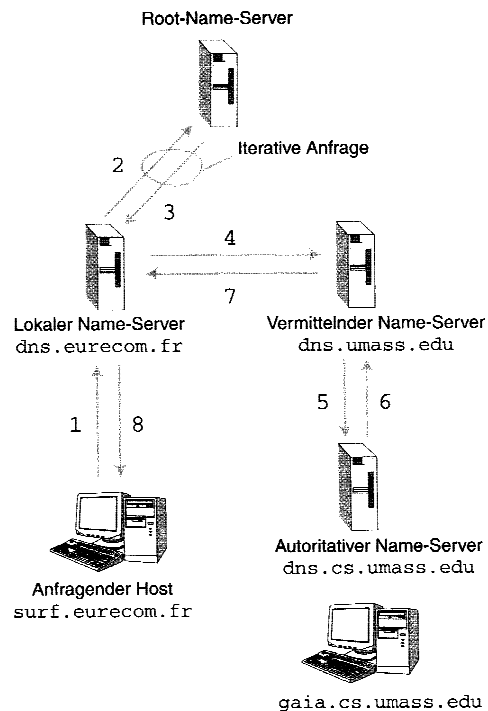 Root-Name-Server
Iterative Anfrage
2
3
4
7
Lokaler Name-Server
dns.eurecom.fr
Vermittelnder Name-Server
dns.umass.edu
1
8
5
6
Anfragender Host
surf.eurecom.fr
Autoritativer Name-Server
dns.cs.umass.edu
gaia.cs.umass.edu